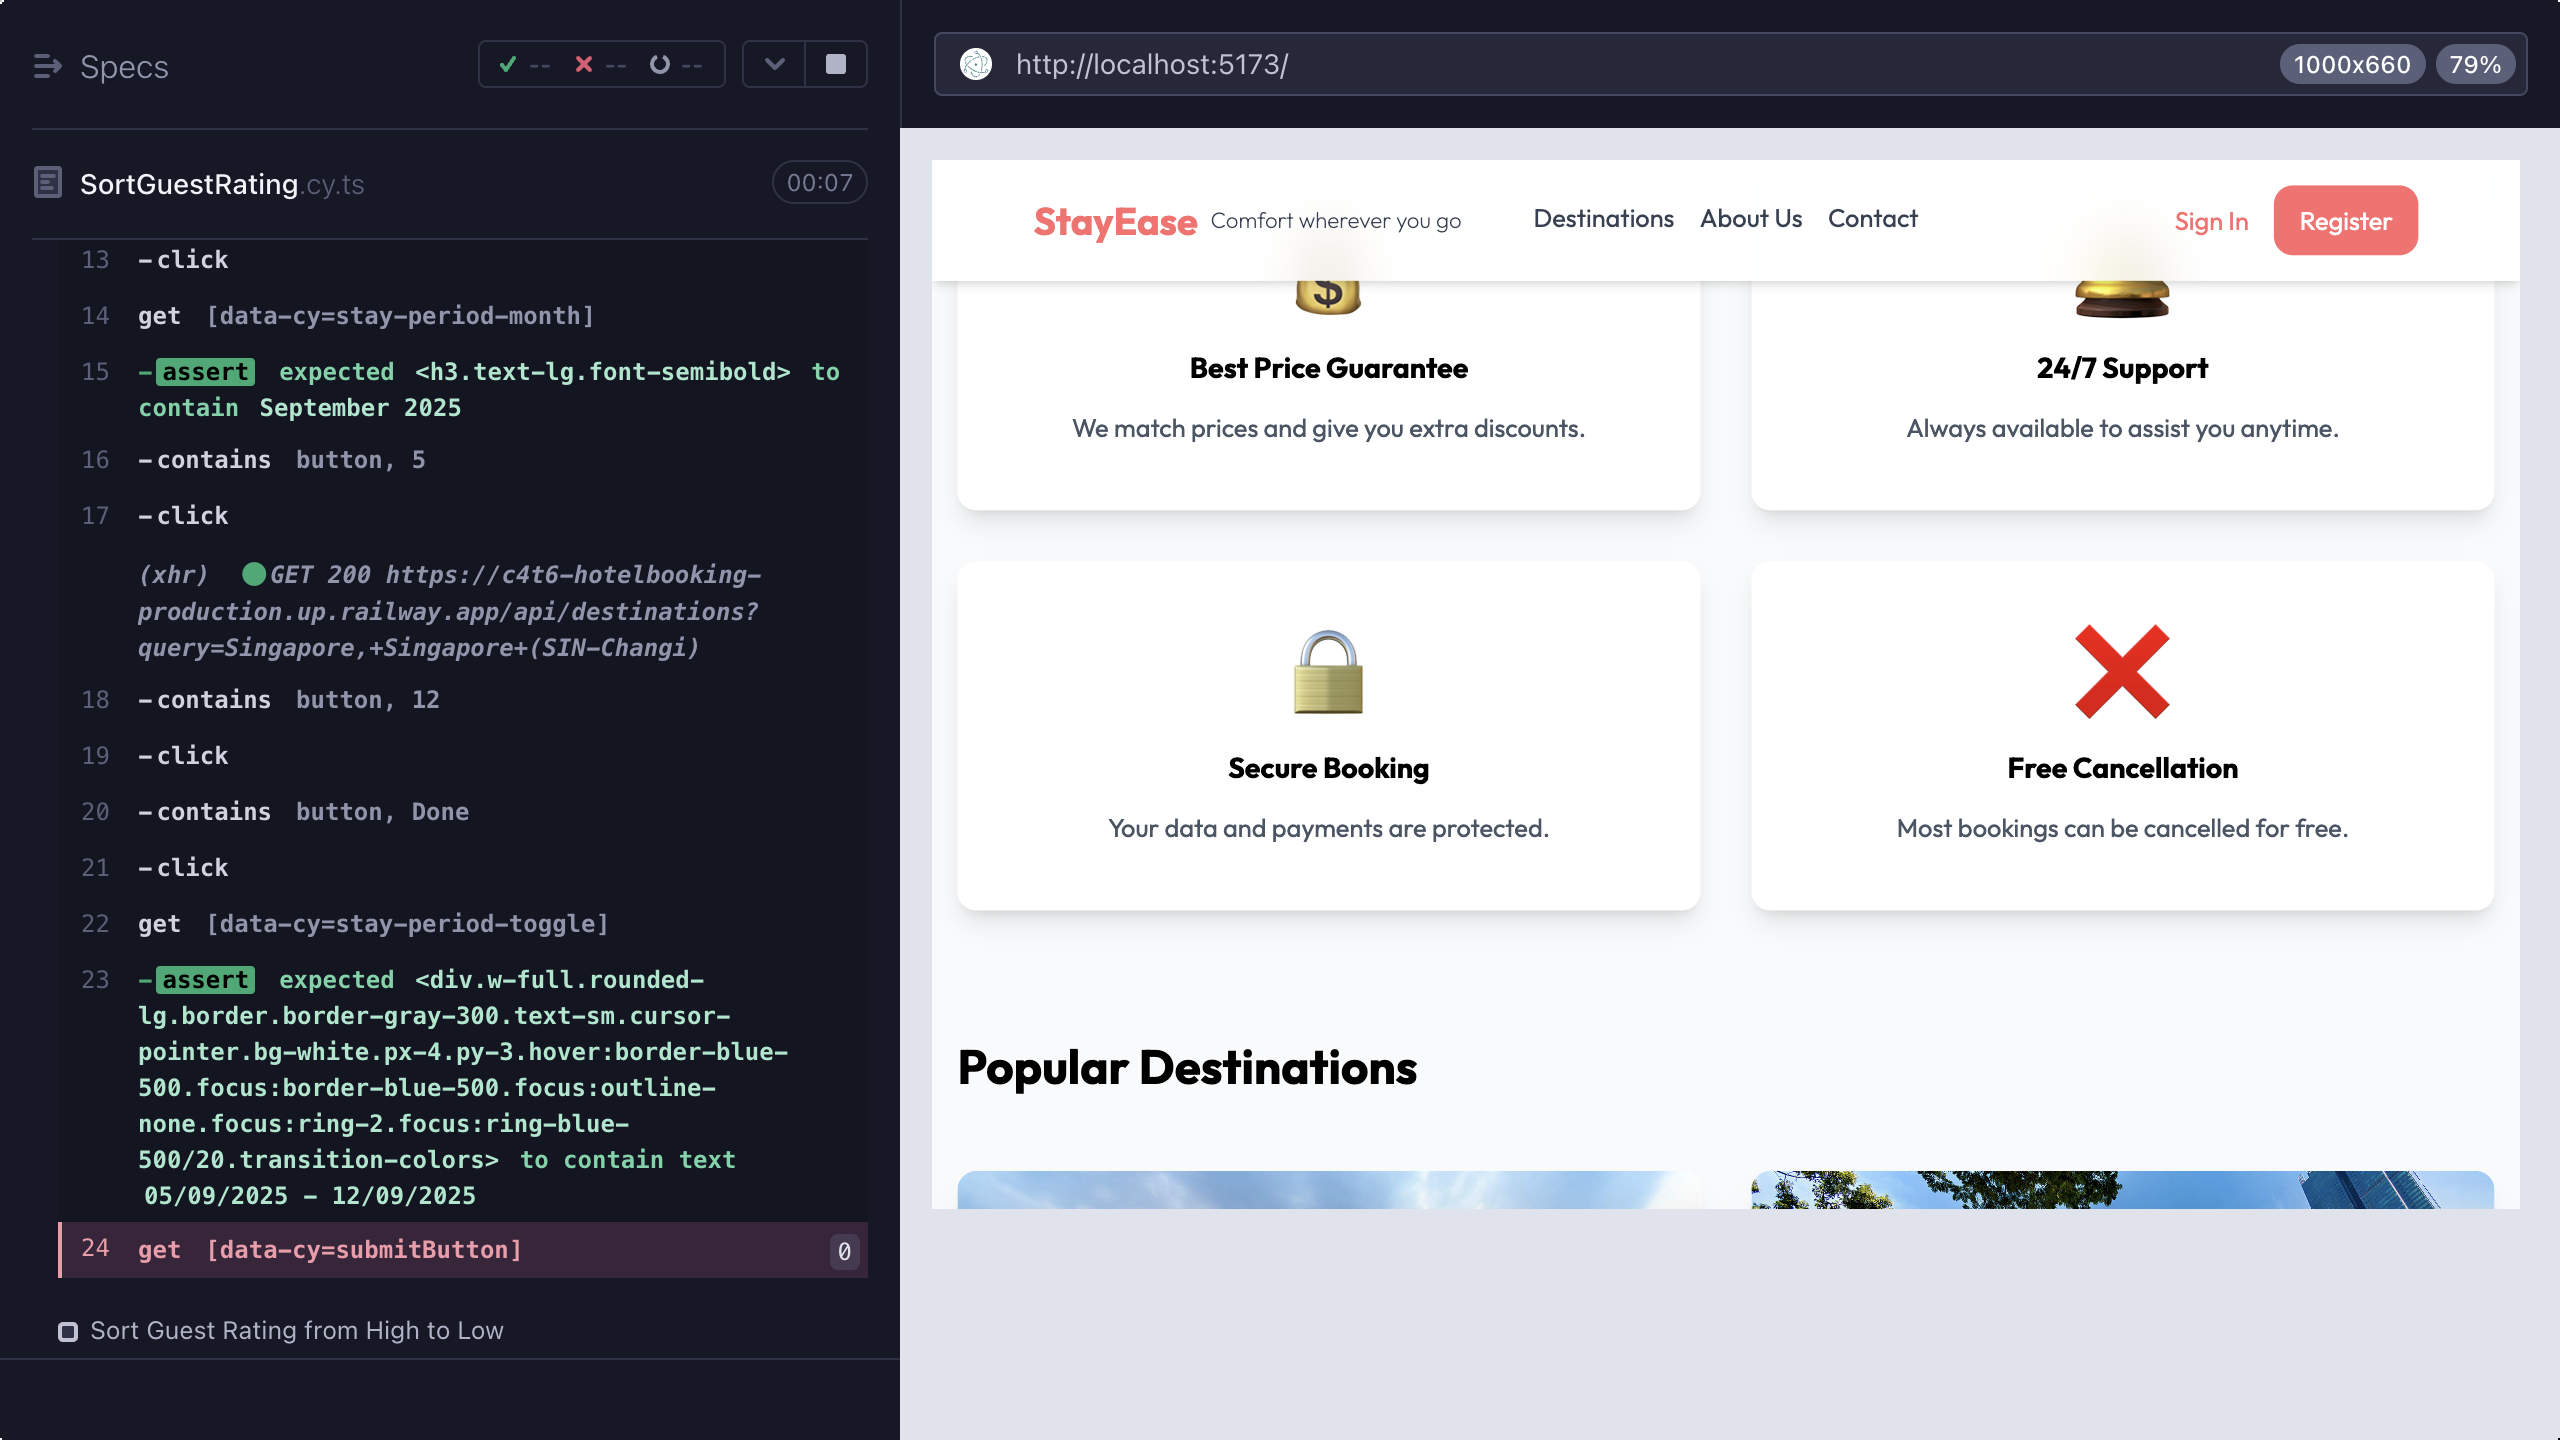 Specs
-- -- --
http://localhost:5173/
1000x660
79%
SortGuestRating.cy.ts
00:07
13 -click
14 get [data-cy=stay-period-month]
15 -assert expected <h3.text-lg.font-semibold> to
contain September 2025
16 -contains button, 5
17 -click
(xhr) GET 200 https://c4t6-hotelbooking-
production.up.railway.app/api/destinations?
query=Singapore,+Singapore+(SIN-Changi)
18 -contains button, 12
19 -click
20 -contains button, Done
21 -click
22 get [data-cy=stay-period-toggle]
23 -assert expected <div.w-full.rounded-
lg.border.border-gray-300.text-sm.cursor-
pointer.bg-white.px-4.py-3.hover:border-blue-
500.focus:border-blue-500.focus:outline-
none.focus:ring-2.focus:ring-blue-
500/20.transition-colors> to contain text
05/09/2025 - 12/09/2025
24 get [data-cy=submitButton] 0
Sort Guest Rating from High to Low
StayEase Comfort wherever you go
Destinations About Us Contact
Sign In
Register
$
Best Price Guarantee
We match prices and give you extra discounts.
24/7 Support
Always available to assist you anytime.
Secure Booking
Your data and payments are protected.
Free Cancellation
Most bookings can be cancelled for free.
Popular Destinations